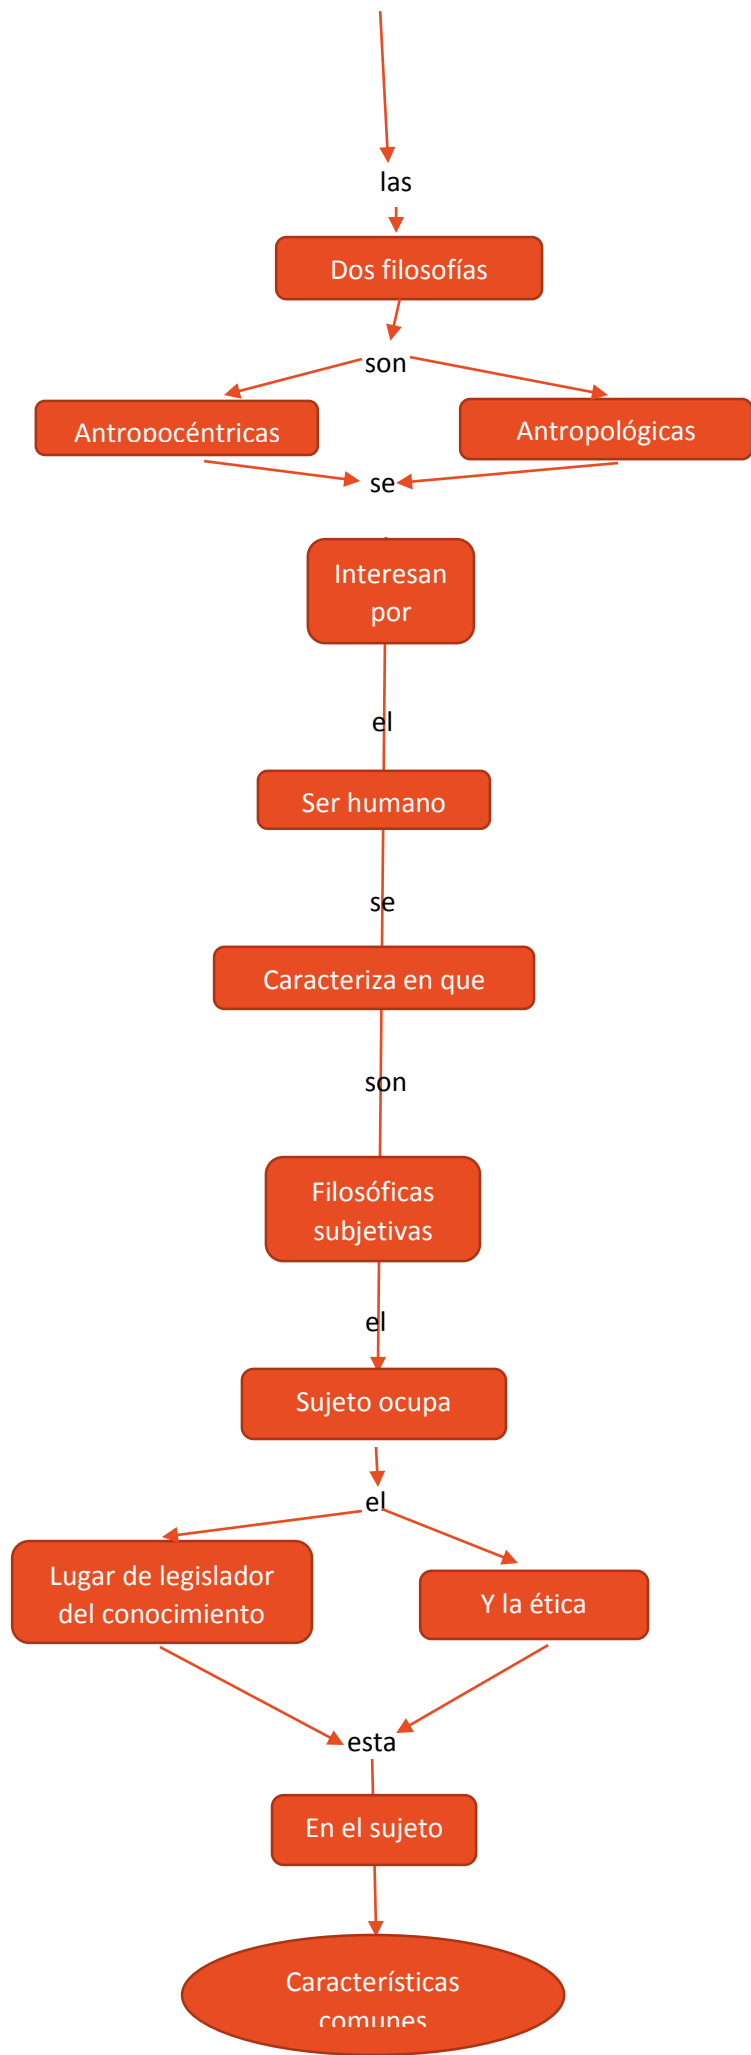 las
Dos filosofías
son
Antropocéntricas
Antropológicas
se
Interesan
por
el
Ser humano
se
Caracteriza en que
son
Filosóficas
subjetivas
el
Sujeto ocupa
el
Lugar de legislador
del conocimiento
Y la ética
esta
En el sujeto
Características
comunes